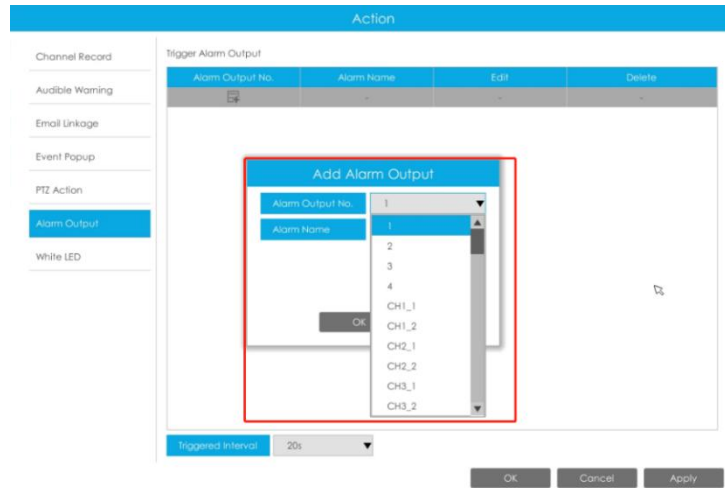 Action
Channel Record
Audible Warning
Email Linkage
Event Popup
PTZ Action
Alarm Output
White LED
Trigger Alarm Output
Alarm Output No. Alarm Name Edit Delete
- - -
Add Alarm Output
Alarm Output No. 1
Alarm Name
1
2
3
4
CH1_1
CH1_2
CH2_1
CH2_2
CH3_1
CH3_2
OK
Triggered Interval 20s
OK Cancel Apply